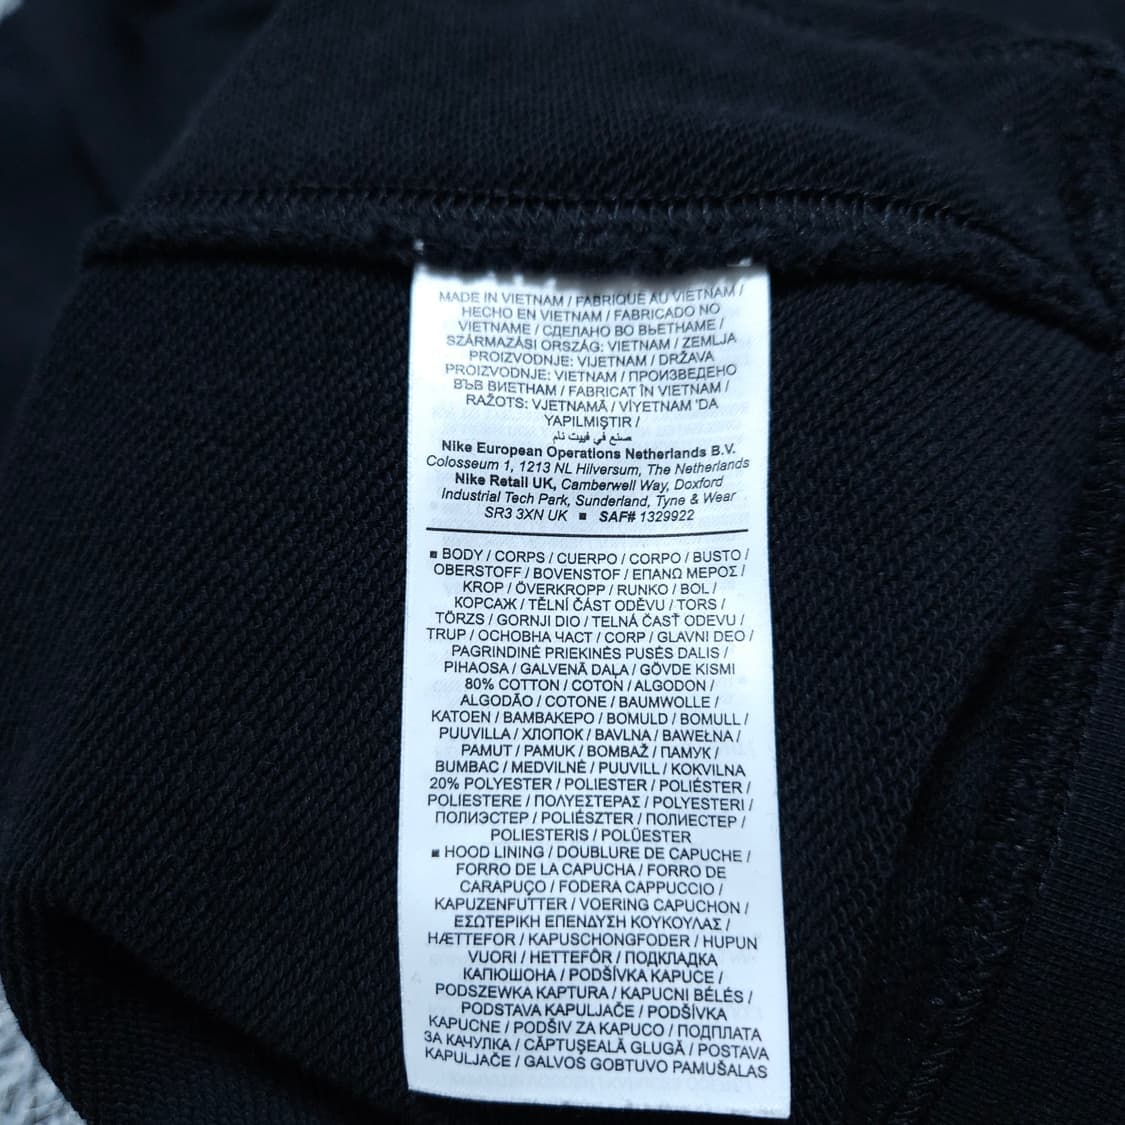 MADE IN VIETNAM / FABRIQUÉ AU VIETNAM /
HECHO EN VIETNAM / FABRICADO NO
VIETNAME / СДЕЛАНО ВО ВЬЕТНАМЕ /
SZÁRMAZÁSI ORSZÁG: VIETNAM / ZEMLJA
PROIZVODNJE: VIJETNAM / DRŽAVA
PROIZVODNJE: VIETNAM / ПРОИЗВЕДЕНО
ВЪВ ВИЕТНАМ / FABRICAT ÎN VIETNAM /
RAŽOTS: VJETNAMĀ / VİYETNAM 'DA
YAPILMIŞTIR /
صنع في فييت نام
Nike European Operations Netherlands B.V.
Colosseum 1, 1213 NL Hilversum, The Netherlands
Nike Retail UK, Camberwell Way, Doxford
Industrial Tech Park, Sunderland, Tyne & Wear
SR3 3XN UK ▪ SAF# 1329922
▪ BODY / CORPS / CUERPO / CORPO / BUSTO /
OBERSTOFF / BOVENSTOF / ΕΠΑΝΩ ΜΕΡΟΣ /
KROP / ÖVERKROPP / RUNKO / BOL /
КОРСАЖ / TĚLNÍ ČÁST ODĚVU / TORS /
TÖRZS / GORNJI DIO / TELNÁ ČASŤ ODEVU /
TRUP / ОСНОВНА ЧАСТ / CORP / GLAVNI DEO /
PAGRINDINĖ PRIEKINĖS PUSĖS DALIS /
PIHAOSA / GALVENĀ DAĻA / GÖVDE KISMI
80% COTTON / COTON / ALGODON /
ALGODÃO / COTONE / BAUMWOLLE /
KATOEN / ΒΑΜΒΑΚΕΡΟ / BOMULD / BOMULL /
PUUVILLA / ХЛОПОК / BAVLNA / BAWEŁNA /
PAMUT / PAMUK / BOMBAŽ / ПАМУК /
BUMBAC / MEDVILNĖ / PUUVILL / KOKVILNA
20% POLYESTER / POLIESTER / POLIÉSTER /
POLIESTERE / ΠΟΛΥΕΣΤΕΡΑΣ / POLYESTERI /
ПОЛИЭСТЕР / POLIÉSZTER / ПОЛИЕСТЕР /
POLIESTERIS / POLÜESTER
▪ HOOD LINING / DOUBLURE DE CAPUCHE /
FORRO DE LA CAPUCHA / FORRO DE
CARAPUÇO / FODERA CAPPUCCIO /
KAPUZENFUTTER / VOERING CAPUCHON /
ΕΣΩΤΕΡΙΚΗ ΕΠΕΝΔΥΣΗ ΚΟΥΚΟΥΛΑΣ /
HÆTTEFOR / KAPUSCHONGFODER / HUPUN
VUORI / HETTEFÔR / ПОДКЛАДКА
КАПЮШОНА / PODŠÍVKA KAPUCE /
PODSZEWKA KAPTURA / KAPUCNI BÉLÉS /
PODSTAVA KAPULJAČE / PODŠÍVKA
KAPUCNE / PODŠIV ZA KAPUCO / ПОДПЛАТА
ЗА КАЧУЛКА / CĂPTUȘEALĂ GLUGĂ / POSTAVA
KAPULJAČE / GALVOS GOBTUVO PAMUŠALAS